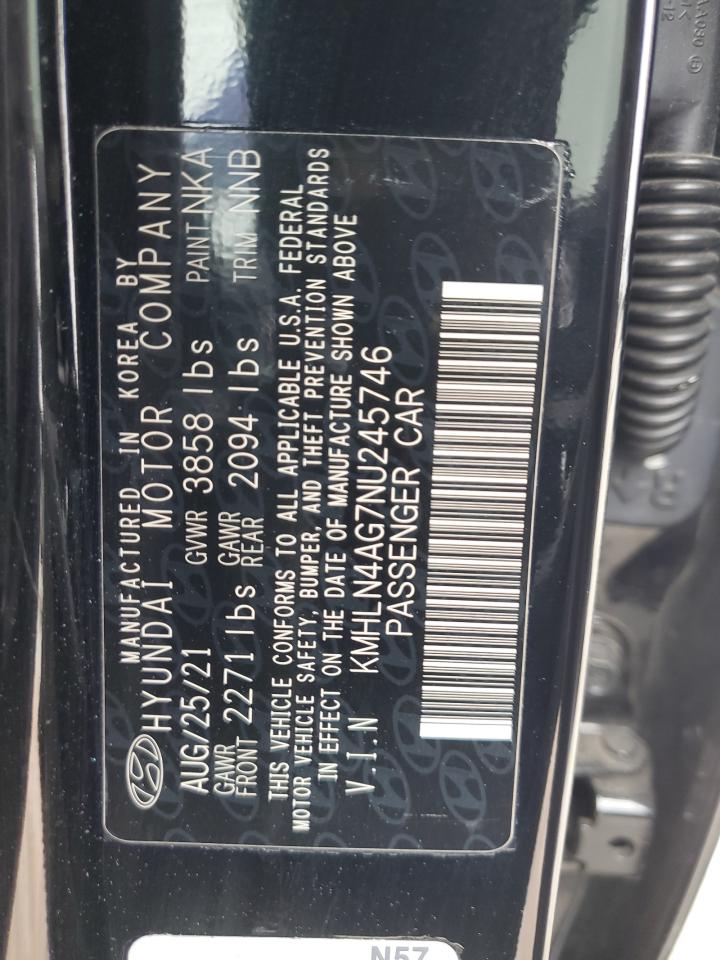 MANUFACTURED IN KOREA BY
HYUNDAI MOTOR COMPANY
AUG/25/21 GVWR 3858 lbs PAINT NKA
GAWR FRONT 2271 lbs GAWR REAR 2094 lbs TRIM NNB
THIS VEHICLE CONFORMS TO ALL APPLICABLE U.S.A. FEDERAL
MOTOR VEHICLE SAFETY, BUMPER, AND THEFT PREVENTION STANDARDS
IN EFFECT ON THE DATE OF MANUFACTURE SHOWN ABOVE
V.I.N KMHLN4AG7NU245746
PASSENGER CAR
N57